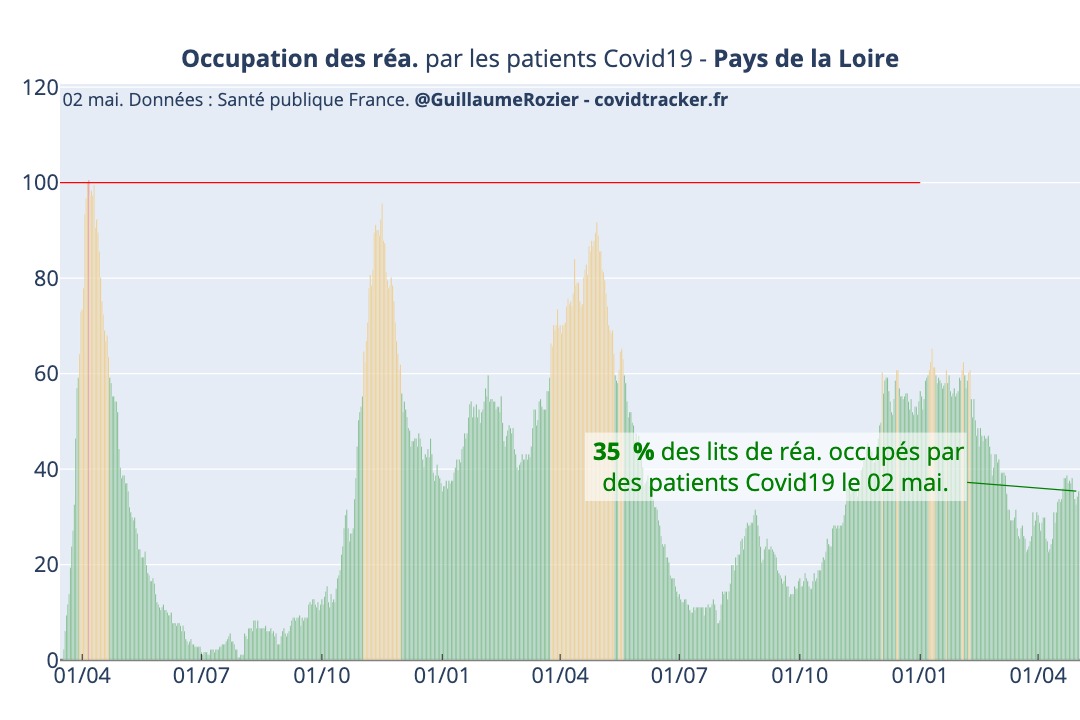 Occupation des réa. par les patients Covid19 - Pays de la Loire
120
02 mai. Données : Santé publique France. @GuillaumeRozier - covidtracker.fr
100
80
60
40
20
0
35 % des lits de réa. occupés par
des patients Covid19 le 02 mai.
01/04 01/07 01/10 01/01 01/04 01/07 01/10 01/01 01/04